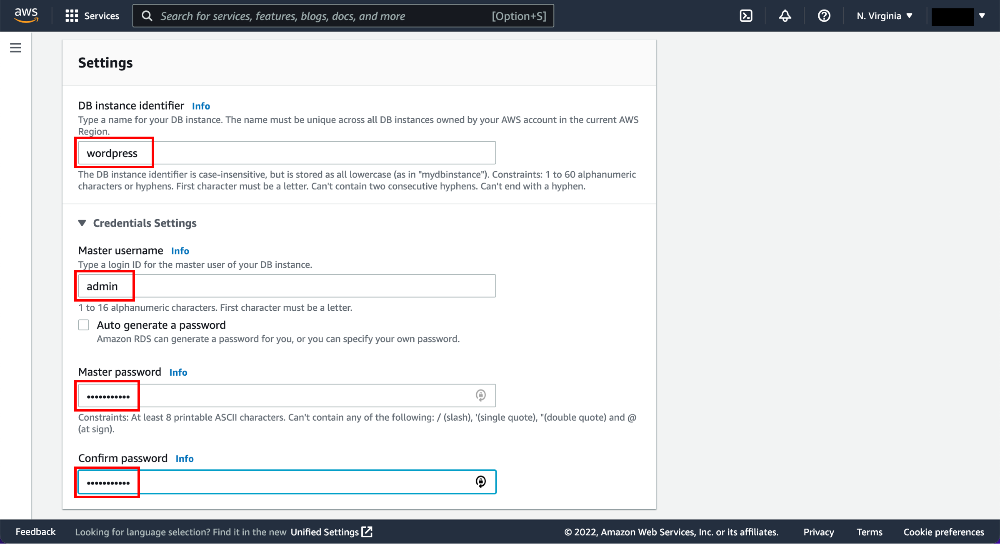 aws
Services
Search for services, features, blogs, docs, and more
[Option+S]
N. Virginia
Settings
DB instance identifier Info
Type a name for your DB instance. The name must be unique across all DB instances owned by your AWS account in the current AWS
Region.
wordpress
The DB instance identifier is case-insensitive, but is stored as all lowercase (as in "mydbinstance"). Constraints: 1 to 60 alphanumeric
characters or hyphens. First character must be a letter. Can't contain two consecutive hyphens. Can't end with a hyphen.
Credentials Settings
Master username Info
Type a login ID for the master user of your DB instance.
admin
1 to 16 alphanumeric characters. First character must be a letter.
Auto generate a password
Amazon RDS can generate a password for you, or you can specify your own password.
Master password Info
•••••••••••
Constraints: At least 8 printable ASCII characters. Can't contain any of the following: / (slash), '(single quote), "(double quote) and @
(at sign).
Confirm password Info
•••••••••••
Feedback
Looking for language selection? Find it in the new Unified Settings
© 2022, Amazon Web Services, Inc. or its affiliates.
Privacy
Terms
Cookie preferences